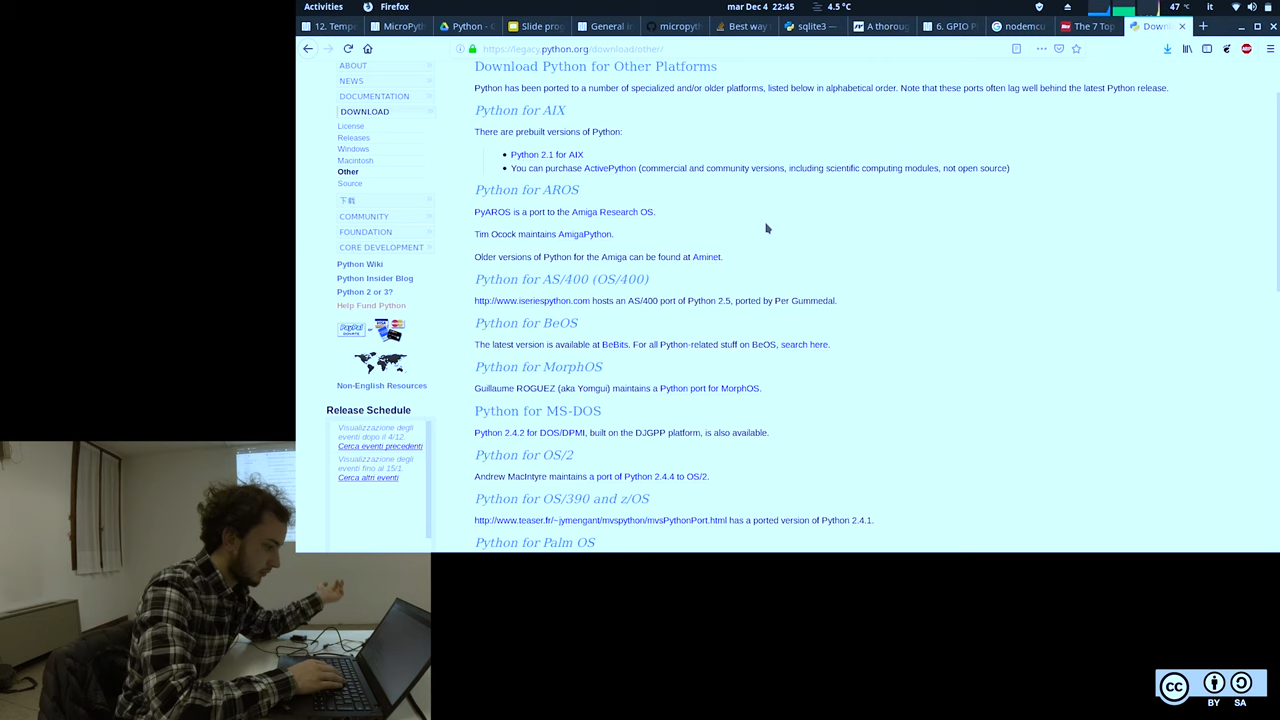 Activities
Firefox
mar Dec 4 22:45
4.5 °C
47 °C
it
12. Tempe
MicroPyth
Python - G
Slide prog
General in
micropyth
Best way
sqlite3 —
A thoroug
6. GPIO P
nodemcu
The 7 Top
Down
https://legacy.python.org/download/other/
ABOUT
NEWS
DOCUMENTATION
DOWNLOAD
License
Releases
Windows
Macintosh
Other
Source
下载
COMMUNITY
FOUNDATION
CORE DEVELOPMENT
Python Wiki
Python Insider Blog
Python 2 or 3?
Help Fund Python
PayPal
DONATE
or
VISA
Non-English Resources
Release Schedule
Visualizzazione degli
eventi dopo il 4/12.
Cerca eventi precedenti
Visualizzazione degli
eventi fino al 15/1.
Cerca altri eventi
Download Python for Other Platforms
Python has been ported to a number of specialized and/or older platforms, listed below in alphabetical order. Note that these ports often lag well behind the latest Python release.
Python for AIX
There are prebuilt versions of Python:
• Python 2.1 for AIX
• You can purchase ActivePython (commercial and community versions, including scientific computing modules, not open source)
Python for AROS
PyAROS is a port to the Amiga Research OS.
Tim Ocock maintains AmigaPython.
Older versions of Python for the Amiga can be found at Aminet.
Python for AS/400 (OS/400)
http://www.iseriespython.com hosts an AS/400 port of Python 2.5, ported by Per Gummedal.
Python for BeOS
The latest version is available at BeBits. For all Python-related stuff on BeOS, search here.
Python for MorphOS
Guillaume ROGUEZ (aka Yomgui) maintains a Python port for MorphOS.
Python for MS-DOS
Python 2.4.2 for DOS/DPMI, built on the DJGPP platform, is also available.
Python for OS/2
Andrew MacIntyre maintains a port of Python 2.4.4 to OS/2.
Python for OS/390 and z/OS
http://www.teaser.fr/~jymengant/mvspython/mvsPythonPort.html has a ported version of Python 2.4.1.
Python for Palm OS
cc
BY SA